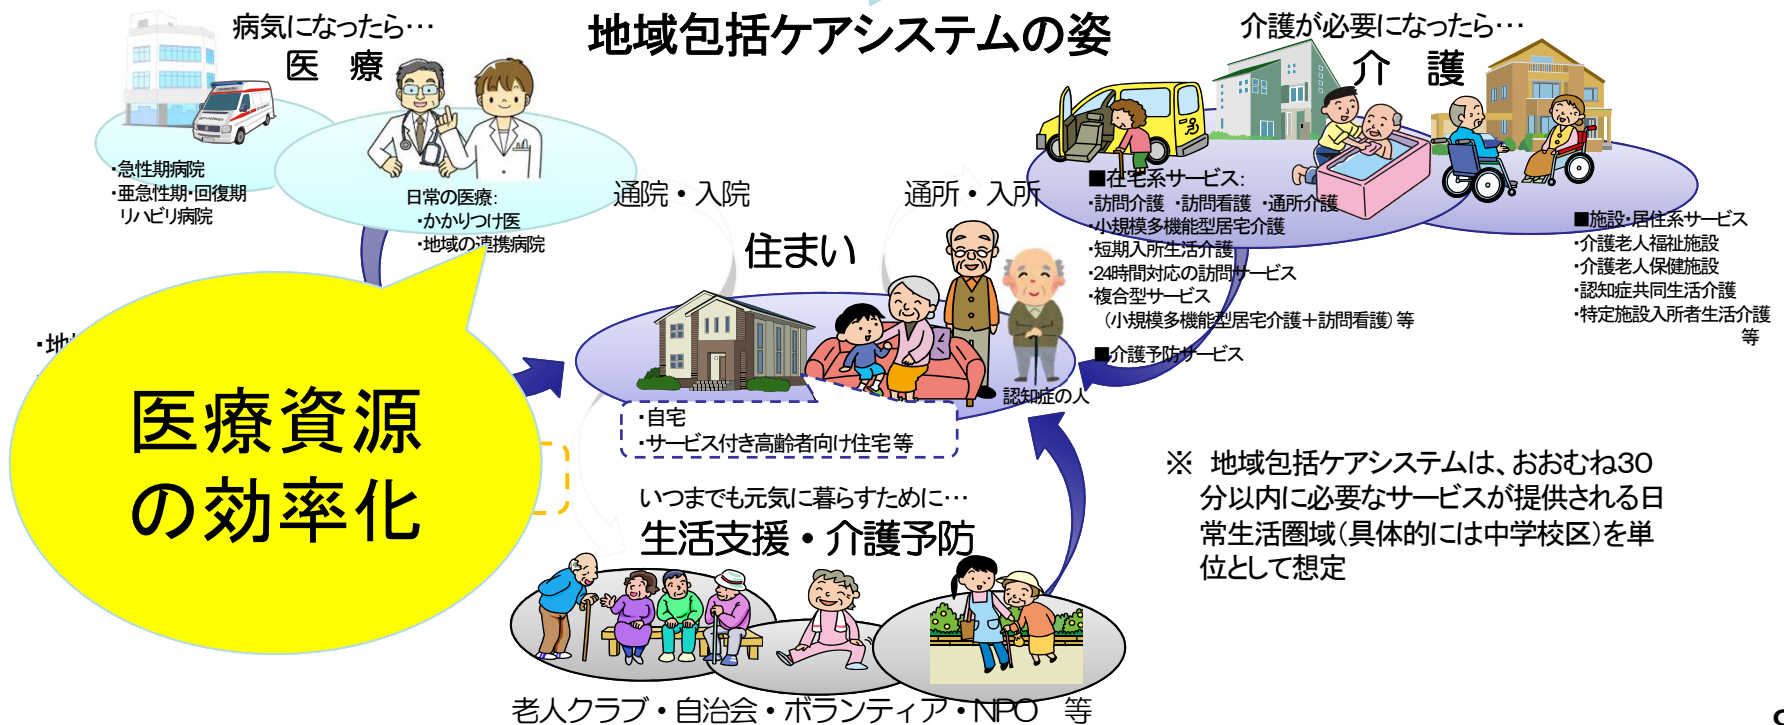 地域包括ケアシステムの姿
病気になったら…
医 療
・急性期病院
・亜急性期・回復期
リハビリ病院
日常の医療:
・かかりつけ医
・地域の連携病院
通院・入院
通所・入所
住まい
介護が必要になったら…
介 護
■在宅系サービス:
・訪問介護 ・訪問看護 ・通所介護
・小規模多機能型居宅介護
・短期入所生活介護
・24時間対応の訪問サービス
・複合型サービス
(小規模多機能型居宅介護+訪問看護) 等
■介護予防サービス
■施設・居住系サービス
・介護老人福祉施設
・介護老人保健施設
・認知症共同生活介護
・特定施設入所者生活介護
等
認知症の人
・自宅
・サービス付き高齢者向け住宅 等
医療資源
の効率化
いつまでも元気に暮らすために…
生活支援・介護予防
老人クラブ・自治会・ボランティア・NPO 等
※ 地域包括ケアシステムは、おおむね30
分以内に必要なサービスが提供される日
常生活圏域(具体的には中学校区)を単
位として想定